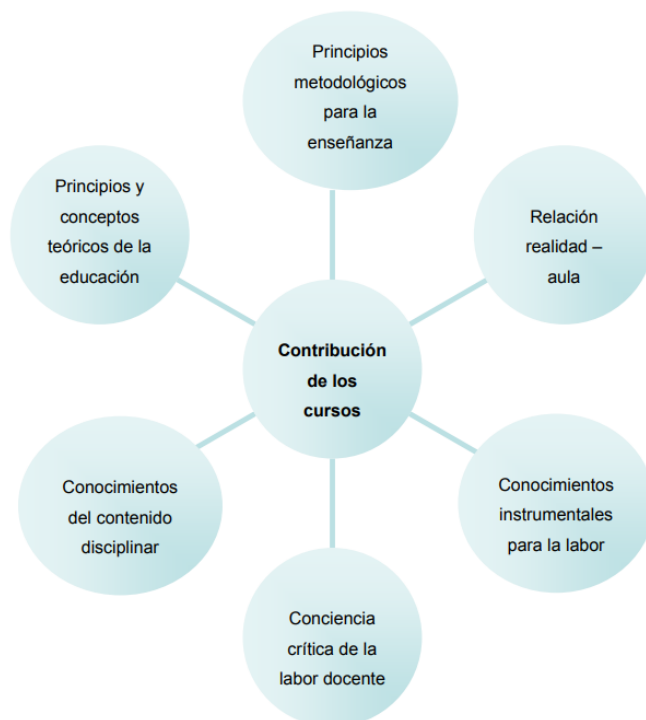 Principios
metodológicos
para la
enseñanza
Principios y
conceptos
teóricos de la
educación
Relación
realidad –
aula
Contribución
de los
cursos
Conocimientos
del contenido
disciplinar
Conocimientos
instrumentales
para la labor
Conciencia
crítica de la
labor docente